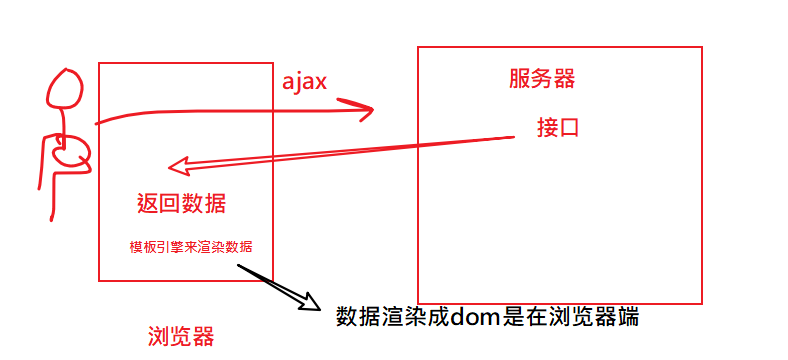 ajax
服务器
接口
返回数据
模板引擎来渲染数据
数据渲染成dom是在浏览器端
浏览器